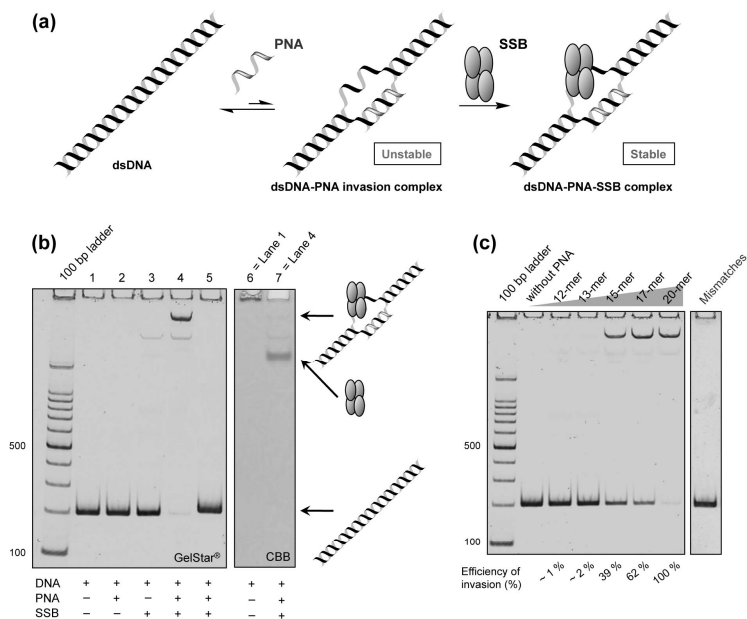 (a)
PNA
SSB
dsDNA
Unstable
Stable
dsDNA-PNA invasion complex
dsDNA-PNA-SSB complex
(b)
100 bp ladder
1 2 3 4 5
6 = Lane 1
7 = Lane 4
500
100
GelStar®
CBB
DNA + + + + + + +
PNA – + – + + – +
SSB – – + + + – +
(c)
100 bp ladder
without PNA
12-mer
13-mer
15-mer
17-mer
20-mer
Mismatches
500
100
Efficiency of
invasion (%)
~ 1 % ~ 2 % 39 % 62 % 100 %